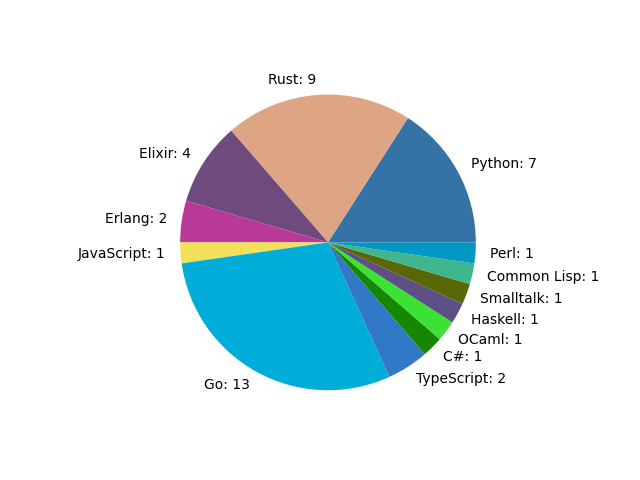 Rust: 9
Elixir: 4
Python: 7
Erlang: 2
JavaScript: 1
Perl: 1
Common Lisp: 1
Smalltalk: 1
Haskell: 1
OCaml: 1
C#: 1
TypeScript: 2
Go: 13